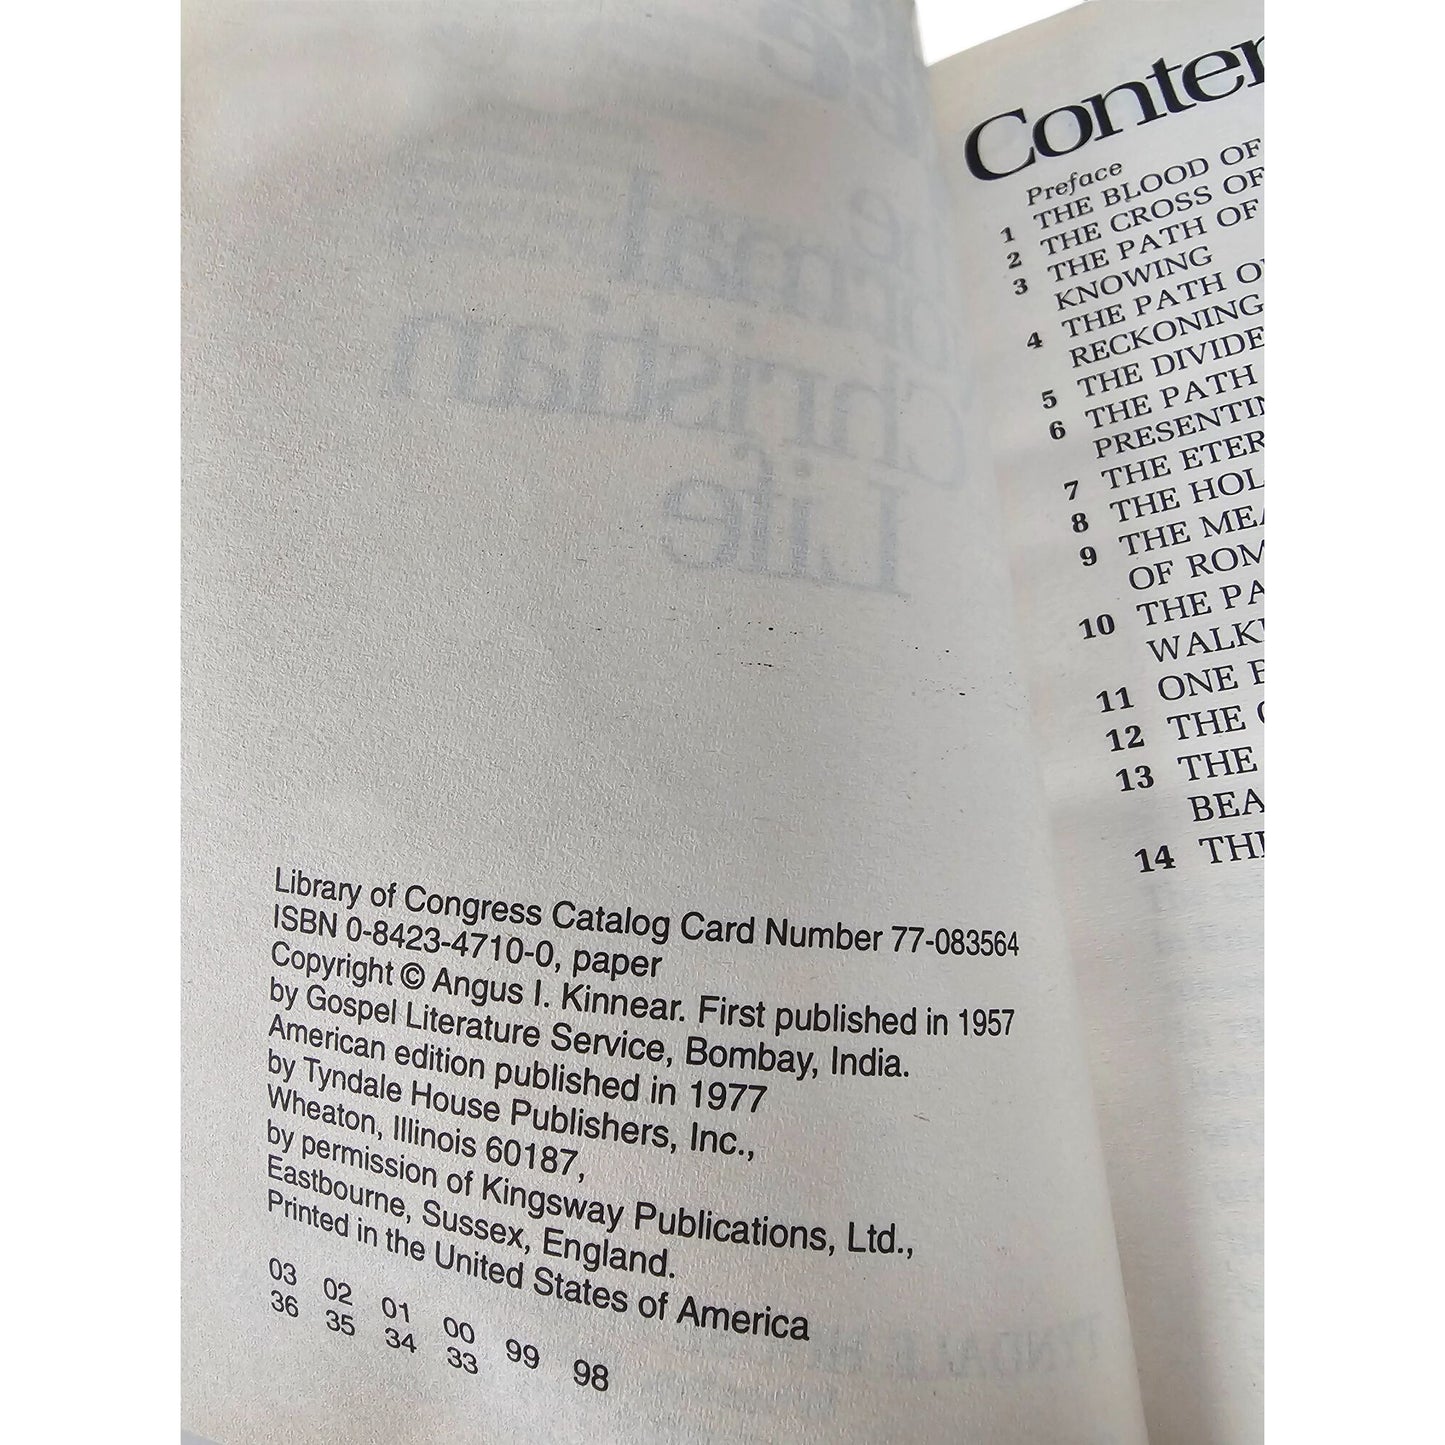 Library of Congress Catalog Card Number 77-083564
ISBN 0-8423-4710-0, paper
Copyright © Angus I. Kinnear. First published in 1957
by Gospel Literature Service, Bombay, India.
American edition published in 1977
by Tyndale House Publishers, Inc.,
Wheaton, Illinois 60187,
by permission of Kingsway Publications, Ltd.,
Eastbourne, Sussex, England.
Printed in the United States of America
03 02 01 00 99 98
36 35 34 33
Conten
Preface
1 THE BLOOD OF
2 THE CROSS OF
3 THE PATH OF
KNOWING
4 THE PATH O
RECKONING
5 THE DIVIDE
6 THE PATH
PRESENTIN
7 THE ETER
8 THE HOL
9 THE MEA
OF ROM
10 THE PA
WALKI
11 ONE B
12 THE C
13 THE
BEA
14 THE